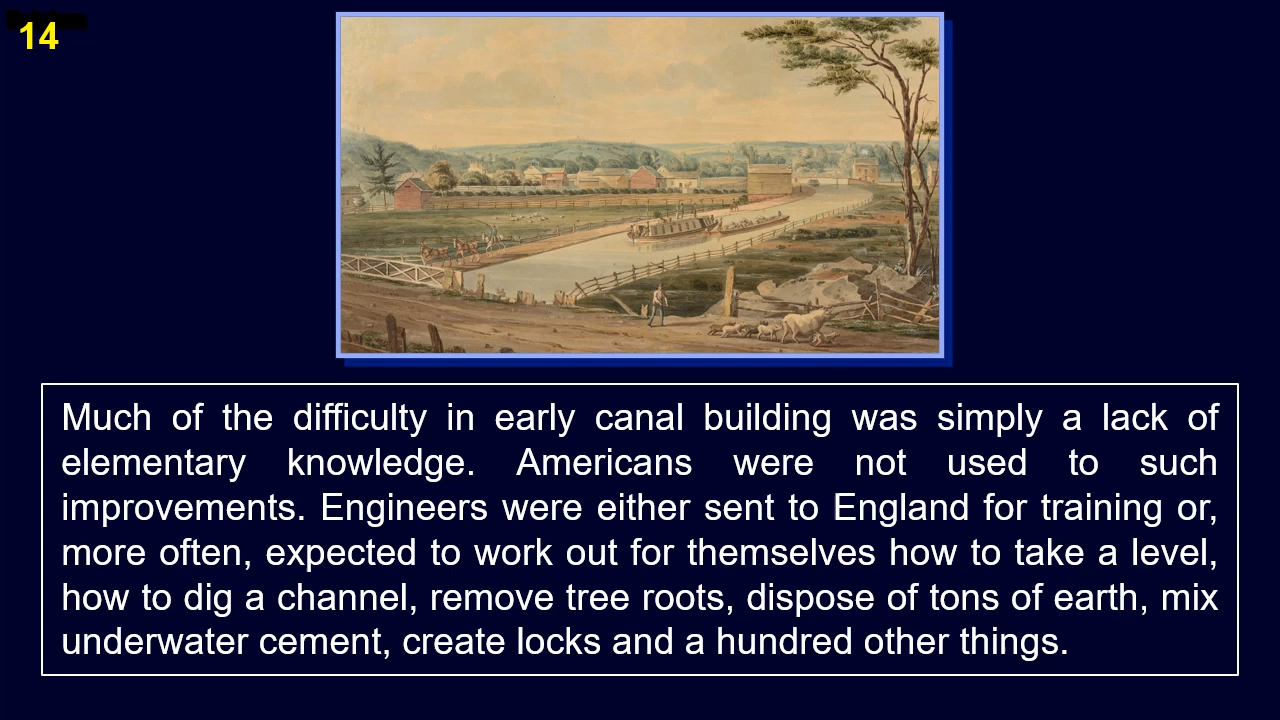 14
Much of the difficulty in early canal building was simply a lack of
elementary knowledge. Americans were not used to such
improvements. Engineers were either sent to England for training or,
more often, expected to work out for themselves how to take a level,
how to dig a channel, remove tree roots, dispose of tons of earth, mix
underwater cement, create locks and a hundred other things.